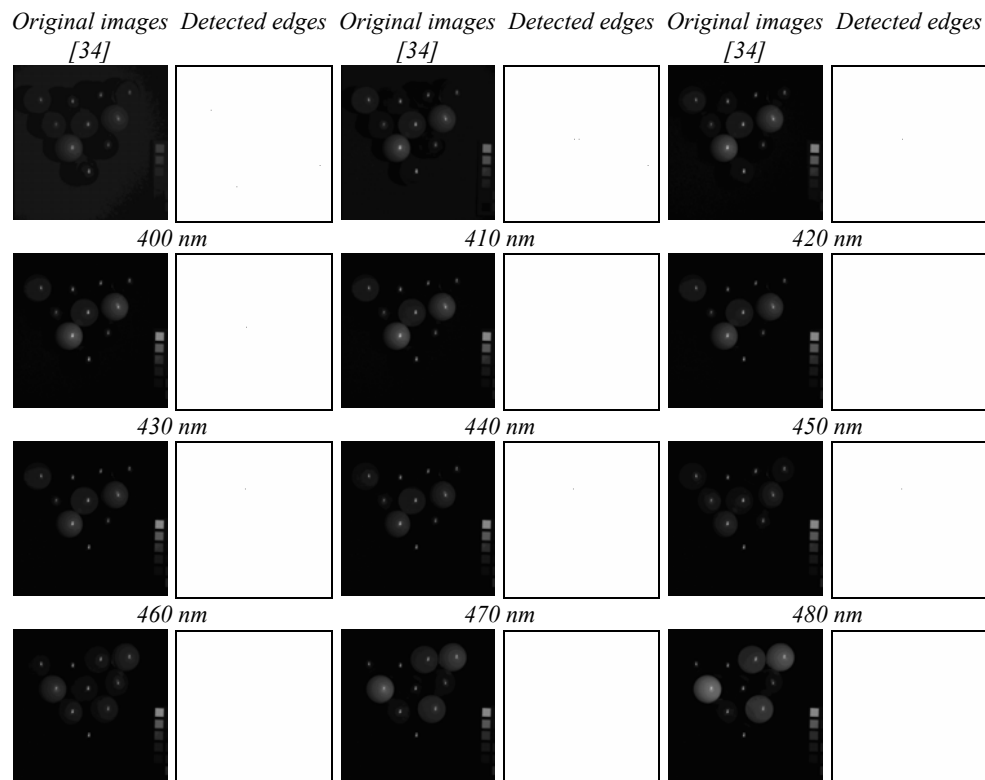 Original images Detected edges Original images Detected edges Original images Detected edges
[34] [34] [34]
400 nm 410 nm 420 nm
430 nm 440 nm 450 nm
460 nm 470 nm 480 nm